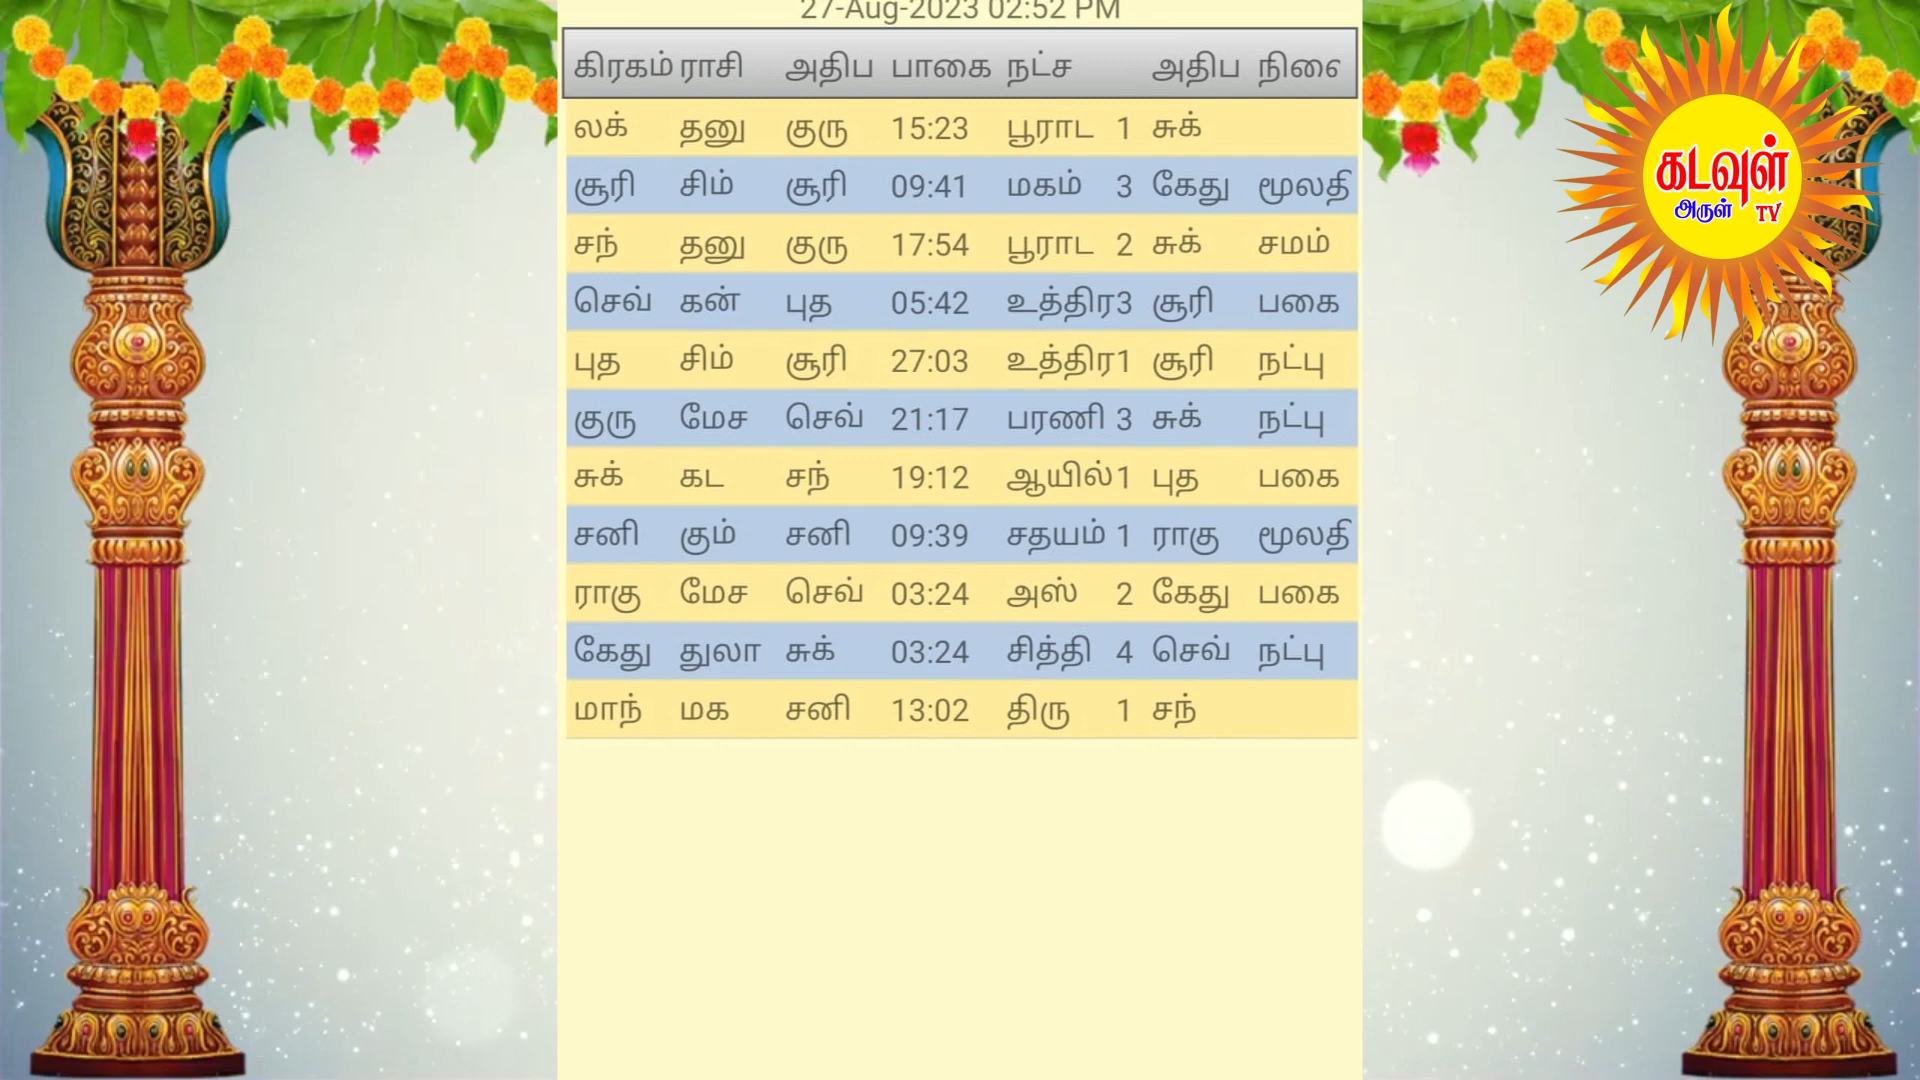 27-Aug-2023 02:52 PM
கிரகம் ராசி அதிப பாகை நட்ச அதிப நிலை
லக் தனு குரு 15:23 பூராட 1 சுக்
சூரி சிம் சூரி 09:41 மகம் 3 கேது மூலதி
சந் தனு குரு 17:54 பூராட 2 சுக் சமம்
செவ் கன் புத 05:42 உத்திர 3 சூரி பகை
புத சிம் சூரி 27:03 உத்திர 1 சூரி நட்பு
குரு மேச செவ் 21:17 பரணி 3 சுக் நட்பு
சுக் கட சந் 19:12 ஆயில் 1 புத பகை
சனி கும் சனி 09:39 சதயம் 1 ராகு மூலதி
ராகு மேச செவ் 03:24 அஸ் 2 கேது பகை
கேது துலா சுக் 03:24 சித்தி 4 செவ் நட்பு
மாந் மக சனி 13:02 திரு 1 சந்
கடவுள்
அருள் TV